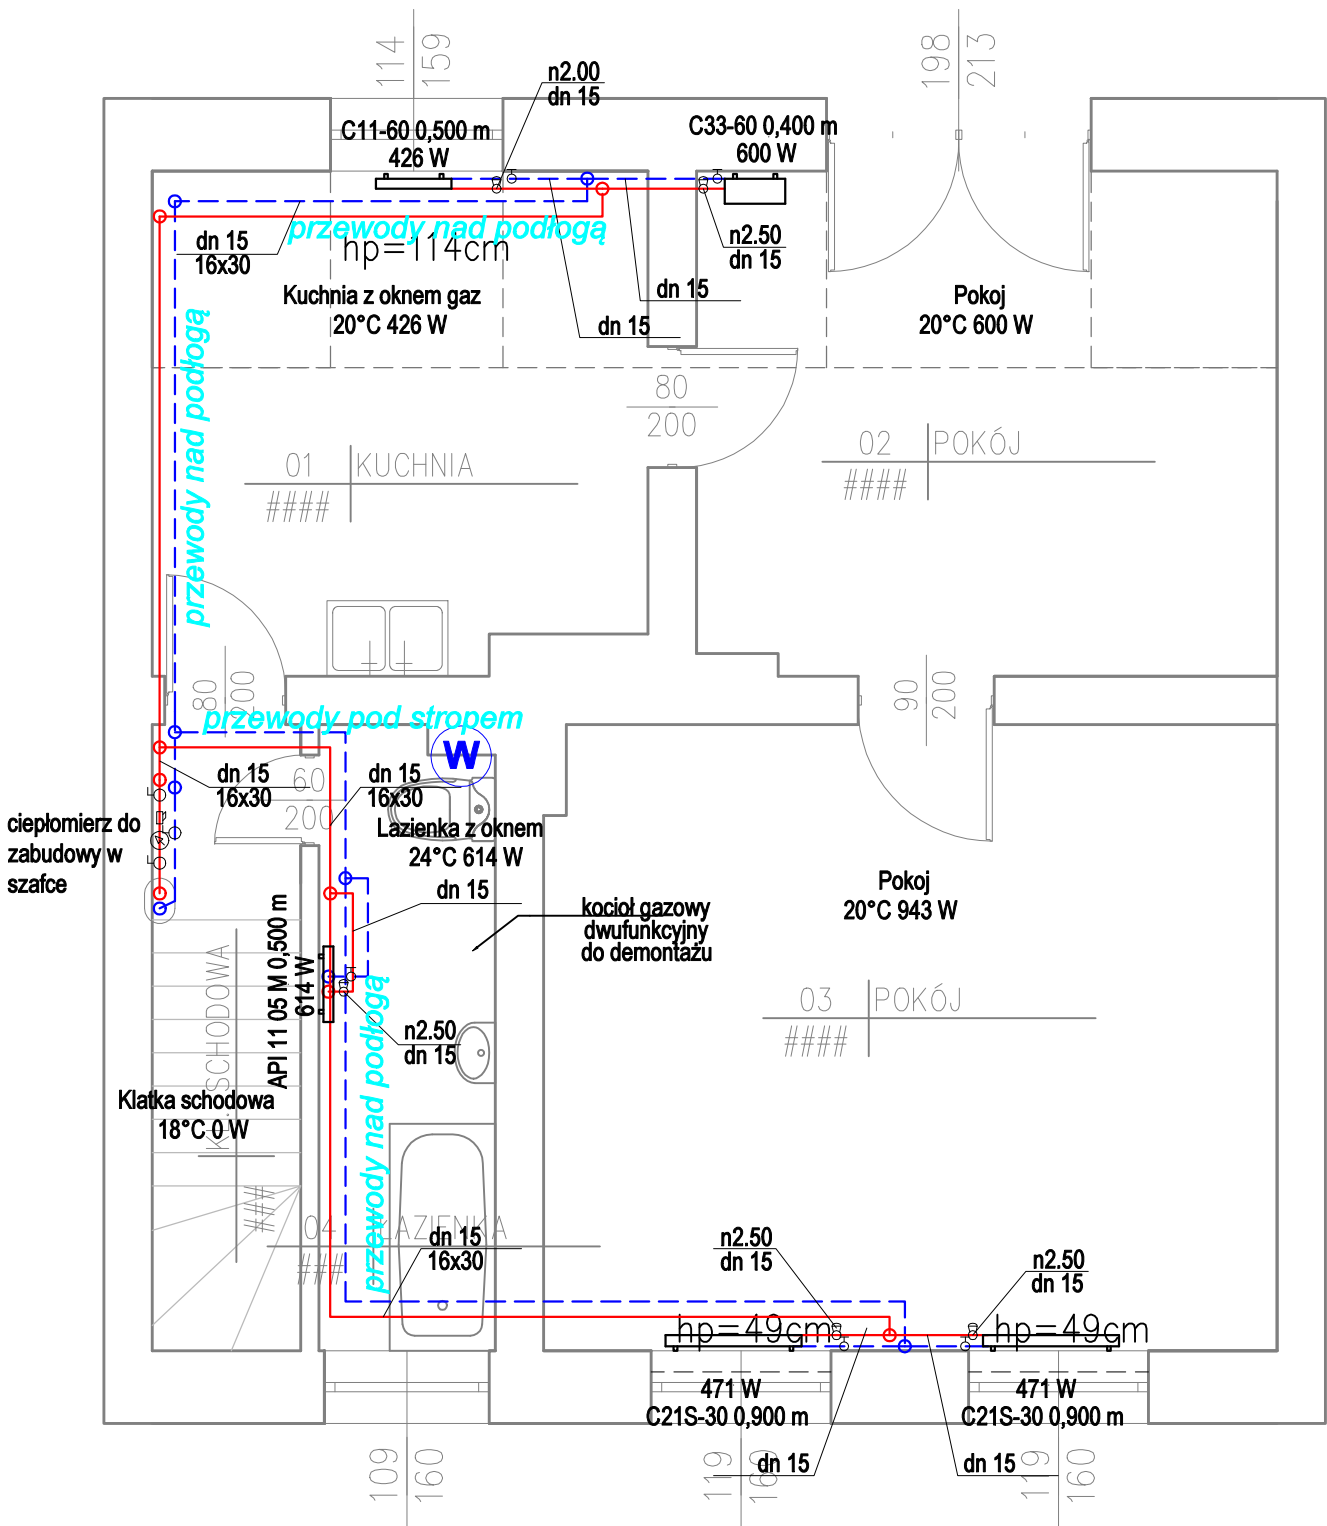 114
159
198
213
n2.00
dn 15
C11-60 0,500 m
426 W
C33-60 0,400 m
600 W
przewody nad podłogą
hp=114cm
dn 15
16x30
n2.50
dn 15
dn 15
dn 15
Kuchnia z oknem gaz
20°C 426 W
Pokoj
20°C 600 W
przewody nad podłogą
80
200
01 KUCHNIA
####
02 POKÓJ
####
80
200
90
200
przewody pod stropem
W
dn 15
16x30
60
200
dn 15
16x30
ciepłomierz do
zabudowy w
szafce
Lazienka z oknem
24°C 614 W
dn 15
kocioł gazowy
dwufunkcyjny
do demontażu
Pokoj
20°C 943 W
API 11 05 M 0,500 m
614 W
KL. SCHODOWA
###
03 POKÓJ
####
n2.50
dn 15
przewody nad podłogą
Klatka schodowa
18°C 0 W
04 ŁAZIENKA
####
dn 15
16x30
n2.50
dn 15
n2.50
dn 15
hp=49cm
hp=49cm
471 W
C21S-30 0,900 m
471 W
C21S-30 0,900 m
dn 15
dn 15
109
160
119
160
119
160